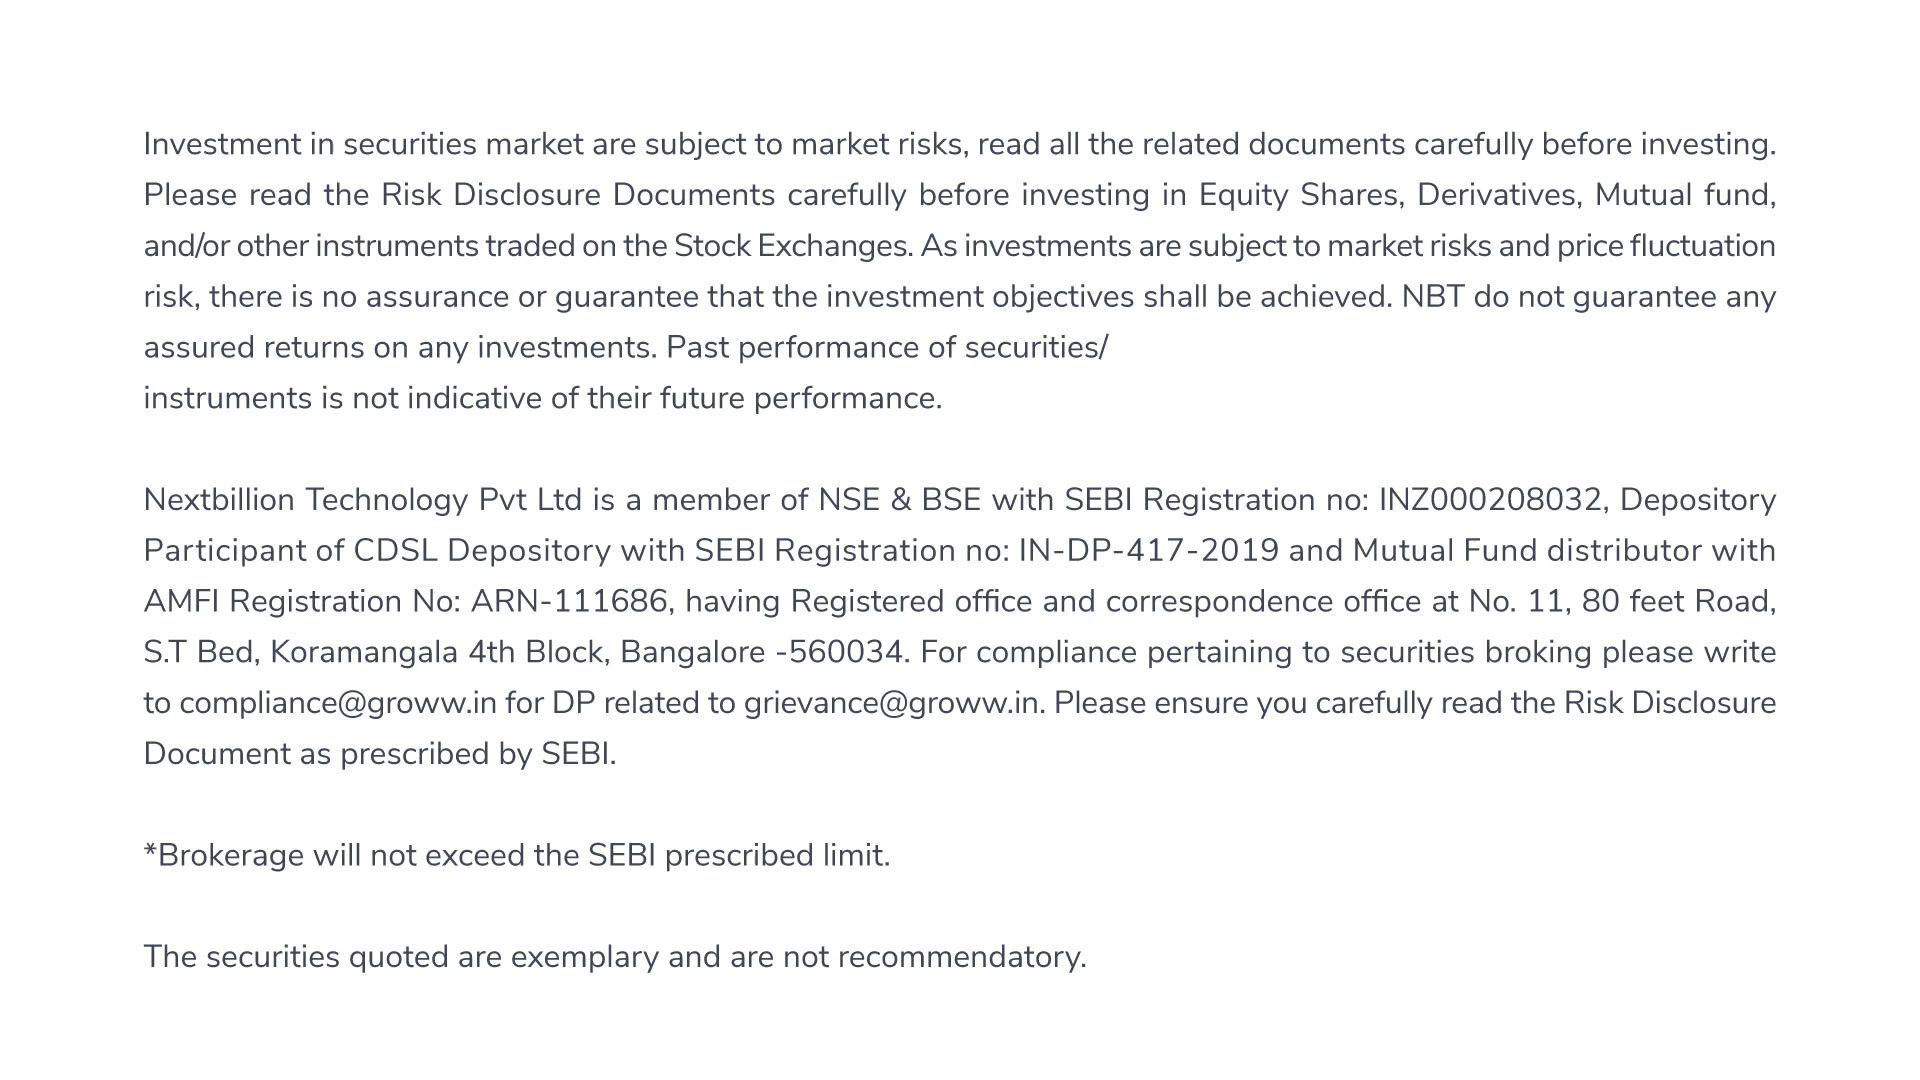 Investment in securities market are subject to market risks, read all the related documents carefully before investing.
Please read the Risk Disclosure Documents carefully before investing in Equity Shares, Derivatives, Mutual fund,
and/or other instruments traded on the Stock Exchanges. As investments are subject to market risks and price fluctuation
risk, there is no assurance or guarantee that the investment objectives shall be achieved. NBT do not guarantee any
assured returns on any investments. Past performance of securities/
instruments is not indicative of their future performance.
Nextbillion Technology Pvt Ltd is a member of NSE & BSE with SEBI Registration no: INZ000208032, Depository
Participant of CDSL Depository with SEBI Registration no: IN-DP-417-2019 and Mutual Fund distributor with
AMFI Registration No: ARN-111686, having Registered office and correspondence office at No. 11, 80 feet Road,
S.T Bed, Koramangala 4th Block, Bangalore -560034. For compliance pertaining to securities broking please write
to compliance@groww.in for DP related to grievance@groww.in. Please ensure you carefully read the Risk Disclosure
Document as prescribed by SEBI.
*Brokerage will not exceed the SEBI prescribed limit.
The securities quoted are exemplary and are not recommendatory.